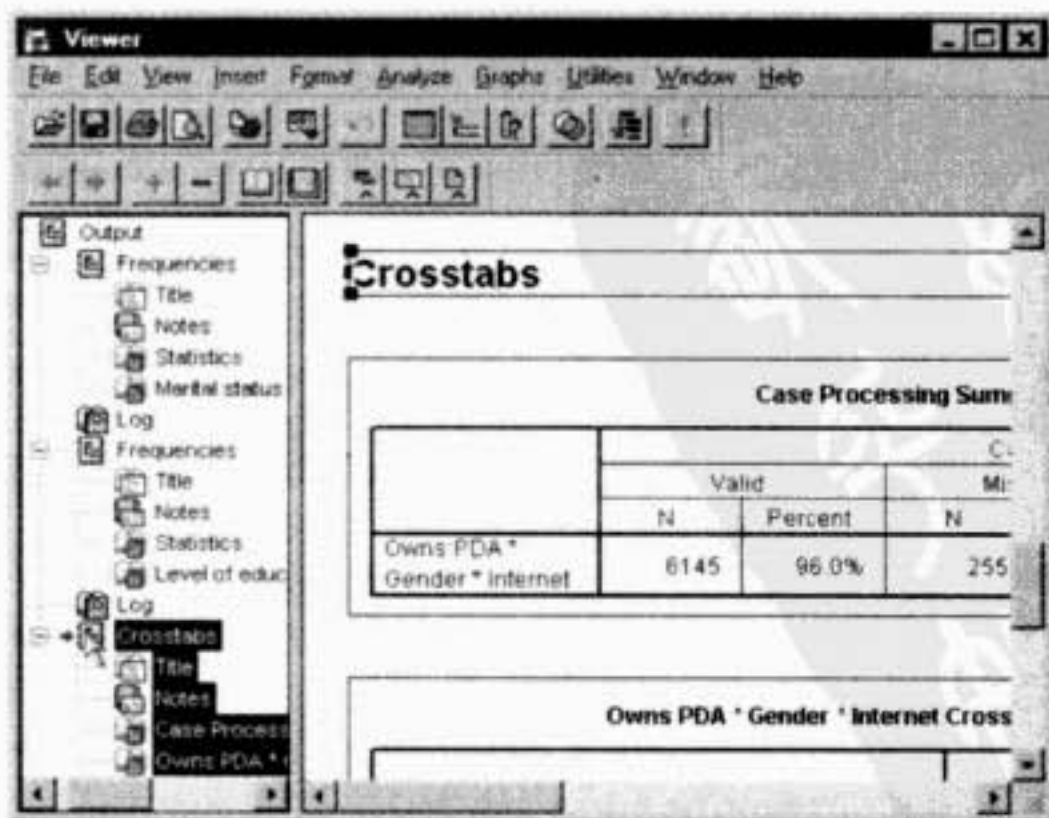 Viewer
File Edit View Insert Format Analyze Graphs Utilities Window Help
Output
Frequencies
Title
Notes
Statistics
Marital status
Log
Frequencies
Title
Notes
Statistics
Level of educ
Log
Crosstabs
Title
Notes
Case Process
Owns PDA *
Crosstabs
Case Processing Sum
Valid
Mi
N Percent N
Owns PDA *
Gender * Internet
6145 96.0% 255
Owns PDA * Gender * Internet Cross